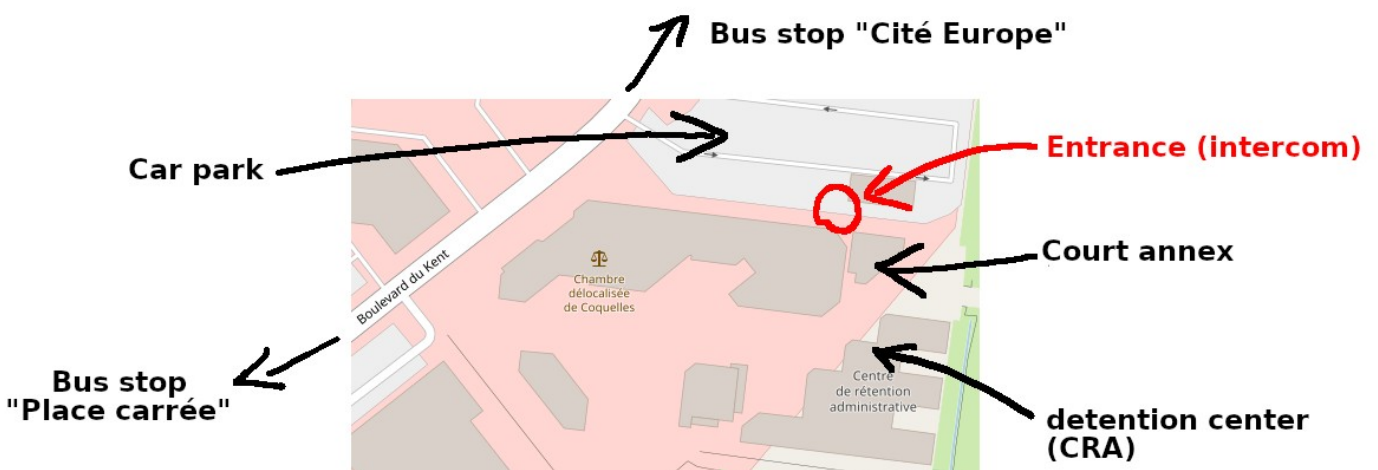 Bus stop "Cité Europe"
Car park
Entrance (intercom)
Court annex
Chambre
délocalisée
de Coquelles
Boulevard du Kent
Bus stop
"Place carrée"
Centre
de rétention
administrative
detention center
(CRA)